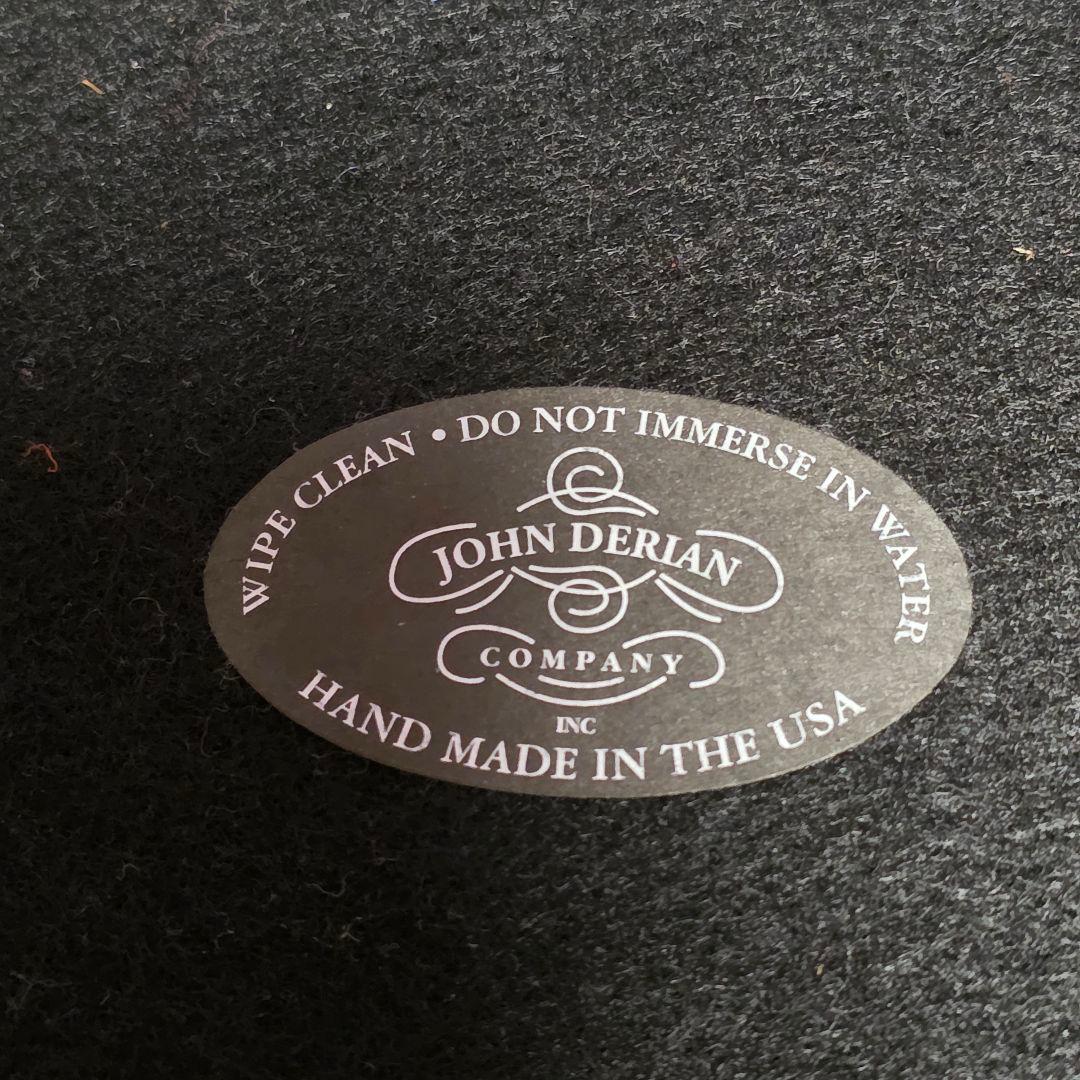 WIPE CLEAN • DO NOT IMMERSE IN WATER
JOHN DERIAN
COMPANY
INC
HAND MADE IN THE USA